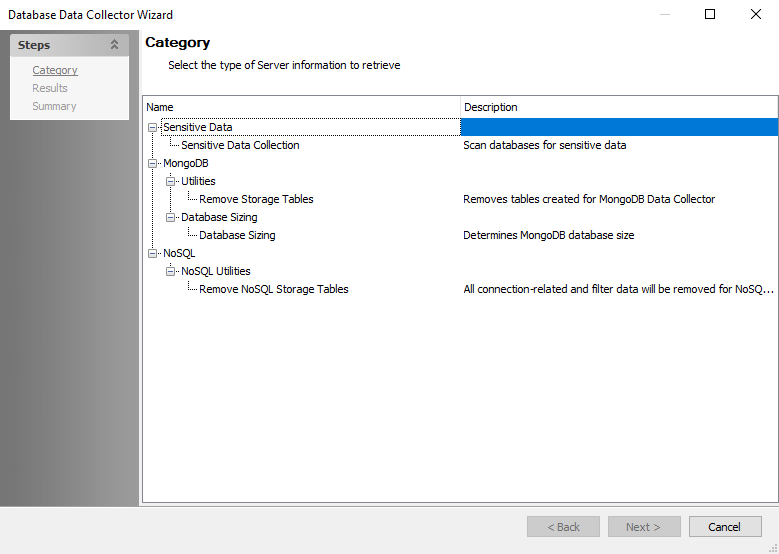 Database Data Collector Wizard
Steps
Category
Results
Summary
Category
Select the type of Server information to retrieve
Name Description
Sensitive Data
Sensitive Data Collection Scan databases for sensitive data
MongoDB
Utilities
Remove Storage Tables Removes tables created for MongoDB Data Collector
Database Sizing
Database Sizing Determines MongoDB database size
NoSQL
NoSQL Utilities
Remove NoSQL Storage Tables All connection-related and filter data will be removed for NoSQ...
< Back Next > Cancel